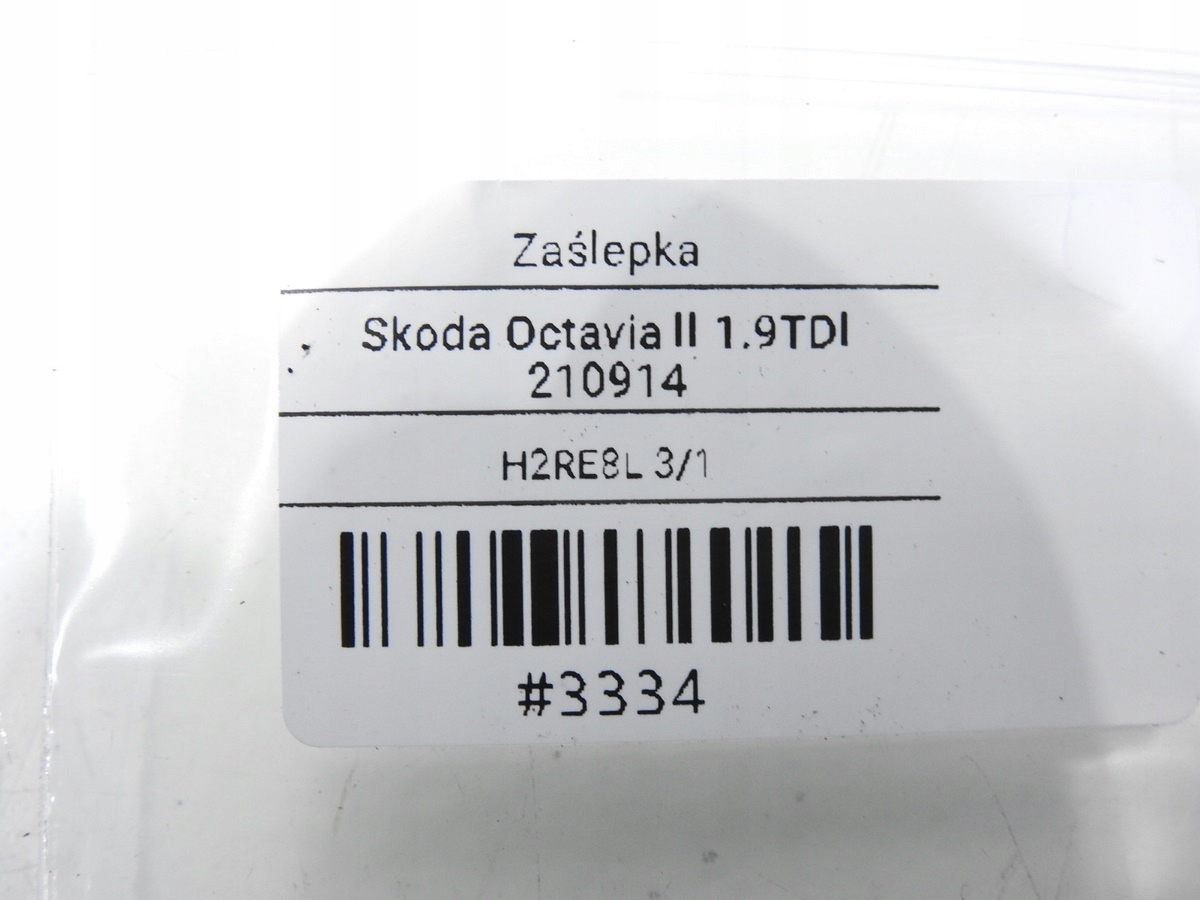 Zaślepka
Skoda Octavia II 1.9TDI
210914
H2RE8L 3/1
#3334